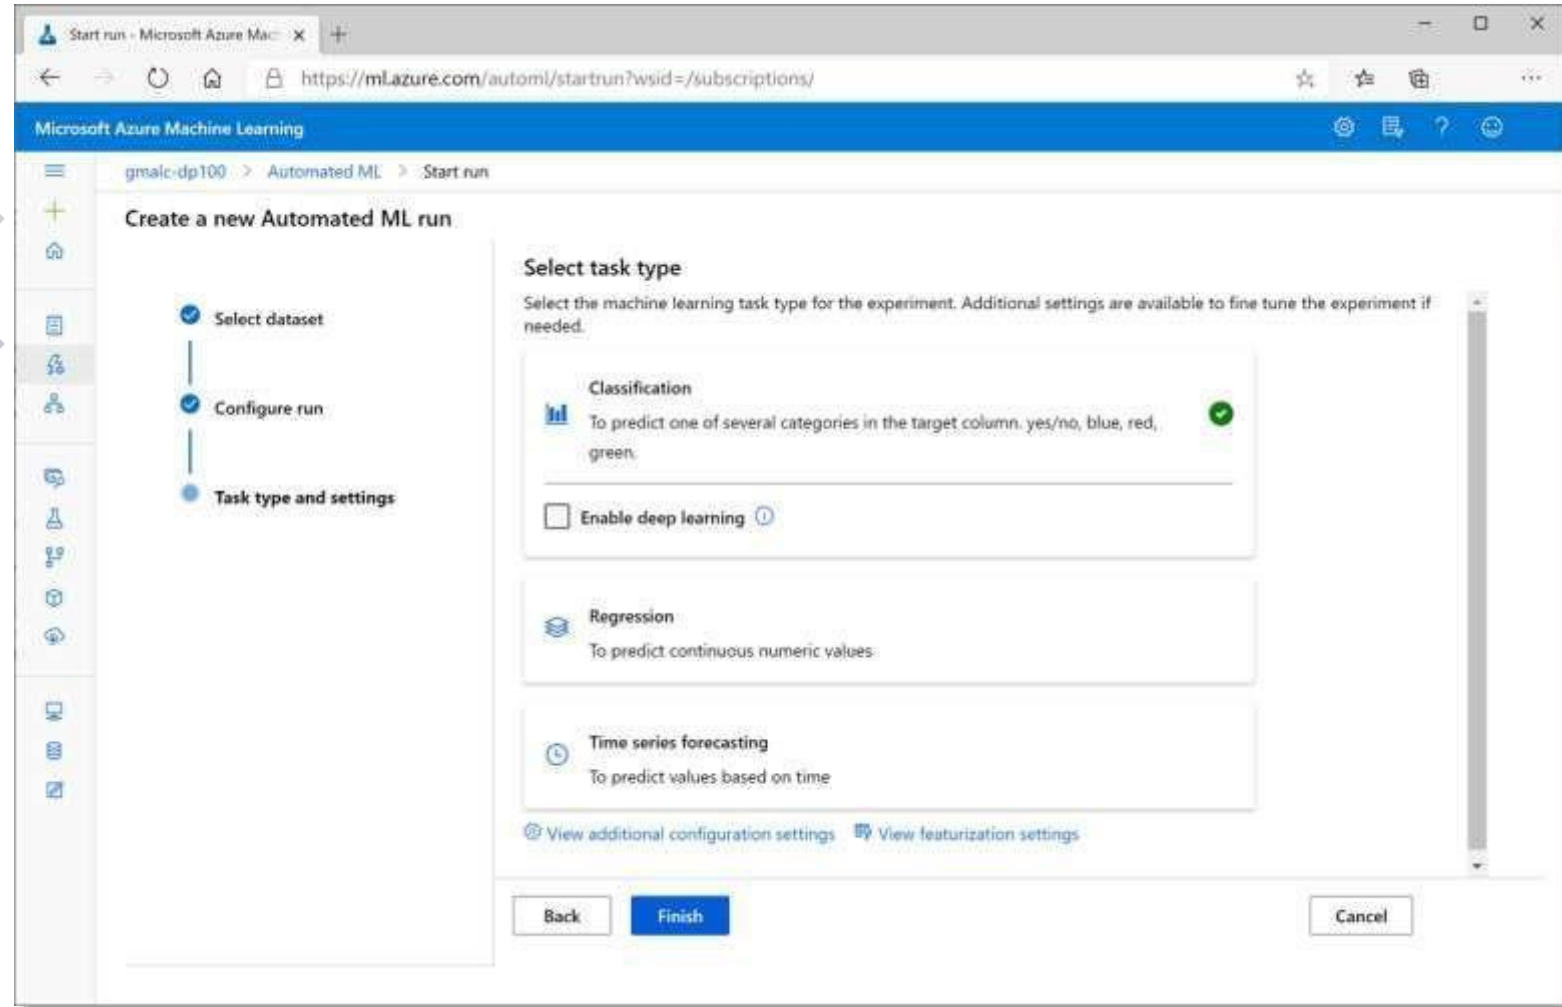 Start run - Microsoft Azure Mac
https://ml.azure.com/automl/startrun?wsid=/subscriptions/
Microsoft Azure Machine Learning
gmalc-dp100 > Automated ML > Start run
Create a new Automated ML run
Select dataset
Configure run
Task type and settings
Select task type
Select the machine learning task type for the experiment. Additional settings are available to fine tune the experiment if
needed.
Classification
To predict one of several categories in the target column. yes/no, blue, red,
green.
Enable deep learning
Regression
To predict continuous numeric values
Time series forecasting
To predict values based on time
View additional configuration settings View featurization settings
Back Finish Cancel